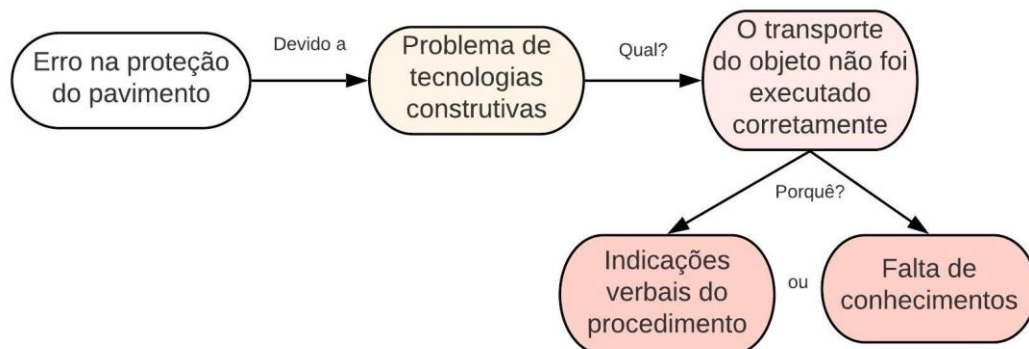 Erro na proteção
do pavimento
Devido a
Problema de
tecnologias
construtivas
Qual?
O transporte
do objeto não foi
executado
corretamente
Porquê?
Indicações
verbais do
procedimento
ou
Falta de
conhecimentos